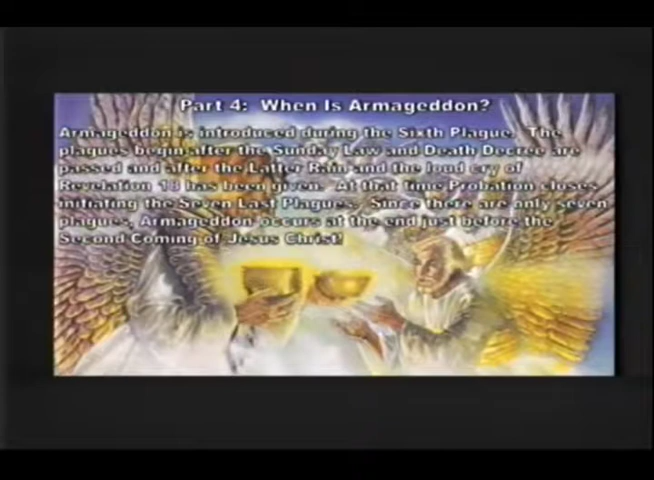 Part 4: When Is Armageddon?
Armageddon is introduced during the Sixth Plague. The
plagues begin after the Sunday Law and Death Decree are
passed and after the Latter Rain and the loud cry of
Revelation 18 has been given. At that time Probation closes
initiating the Seven Last Plagues. Since there are only seven
plagues, Armageddon occurs at the end just before the
Second Coming of Jesus Christ!